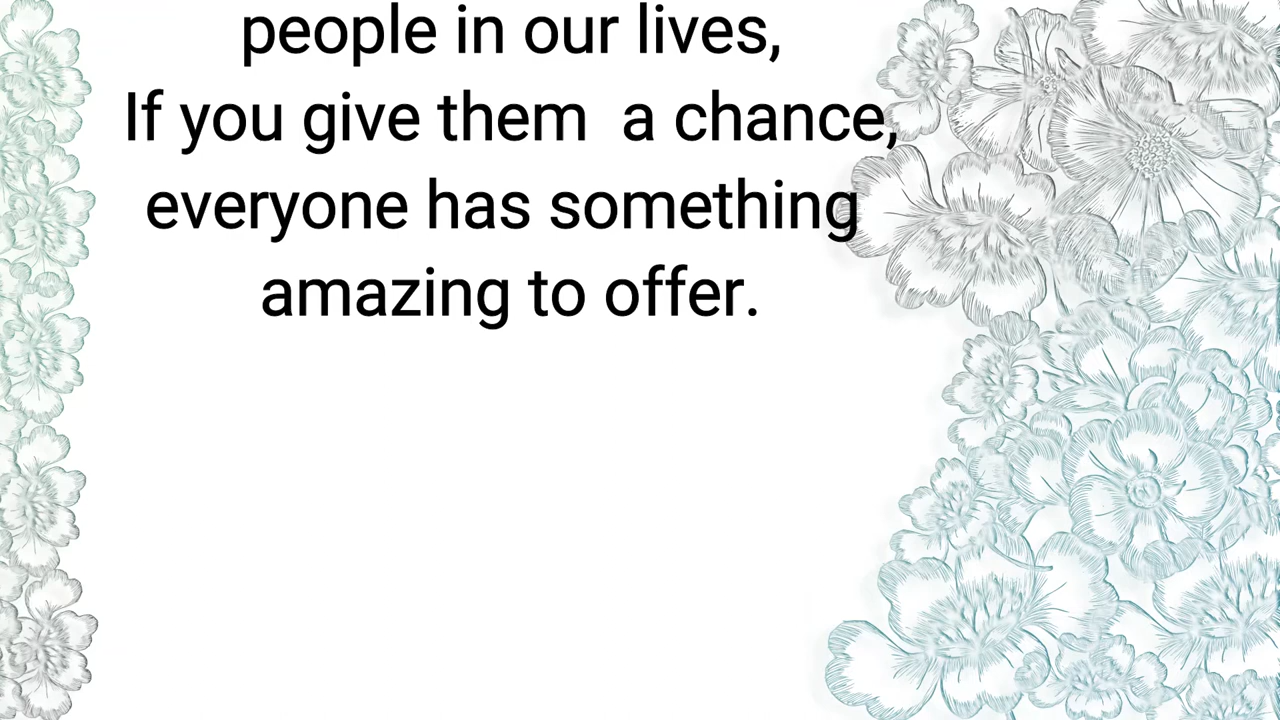 people in our lives,
If you give them  a chance,
everyone has something
amazing to offer.